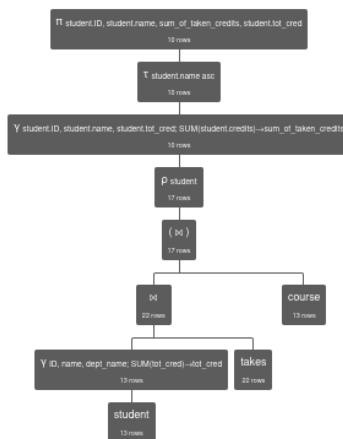 π student.ID, student.name, sum_of_taken_credits, student.tot_cred
10 rows
τ student.name asc
10 rows
γ student.ID, student.name, student.tot_cred; SUM(student.credits)→sum_of_taken_credits
10 rows
ρ student
17 rows
(⋈)
17 rows
⋈
22 rows
course
13 rows
γ ID, name, dept_name; SUM(tot_cred)→tot_cred
13 rows
takes
22 rows
student
13 rows